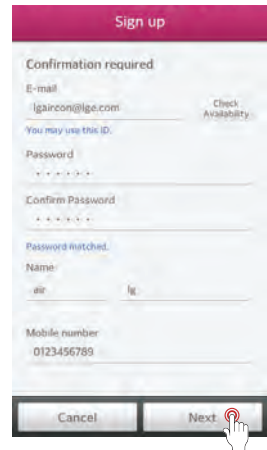 Sign up
Confirmation required
E-mail
lgaircon@lge.com
Check
Availability
You may use this ID.
Password
······
Confirm Password
······
Password matched.
Name
air lg
Mobile number
0123456789
Cancel Next